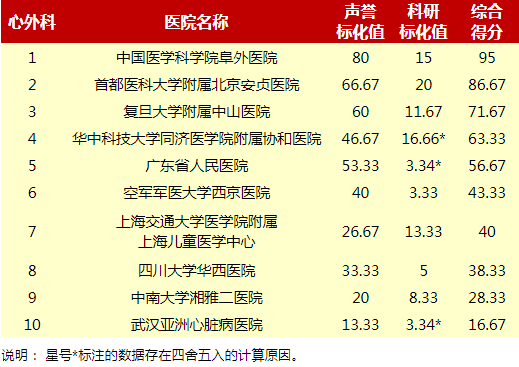 心外科 医院名称 声誉标化值 科研标化值 综合得分
1 中国医学科学院阜外医院 80 15 95
2 首都医科大学附属北京安贞医院 66.67 20 86.67
3 复旦大学附属中山医院 60 11.67 71.67
4 华中科技大学同济医学院附属协和医院 46.67 16.66* 63.33
5 广东省人民医院 53.33 3.34* 56.67
6 空军军医大学西京医院 40 3.33 43.33
7 上海交通大学医学院附属
上海儿童医学中心 26.67 13.33 40
8 四川大学华西医院 33.33 5 38.33
9 中南大学湘雅二医院 20 8.33 28.33
10 武汉亚洲心脏病医院 13.33 3.34* 16.67
说明： 星号*标注的数据存在四舍五入的计算原因。